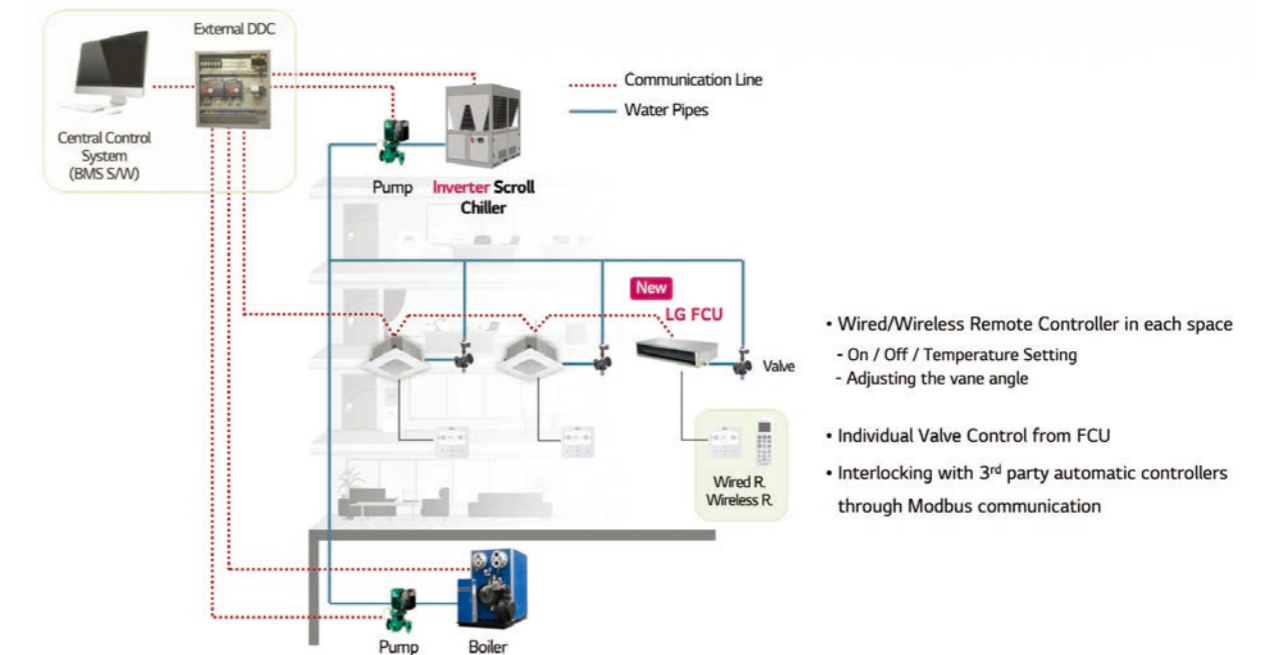 External DDC
Central Control
System
(BMS S/W)
Communication Line
Water Pipes
Pump
Inverter Scroll
Chiller
New
LG FCU
Valve
Wired R.
Wireless R.
Pump
Boiler
• Wired/Wireless Remote Controller in each space
- On / Off / Temperature Setting
- Adjusting the vane angle
• Individual Valve Control from FCU
• Interlocking with 3rd party automatic controllers
through Modbus communication